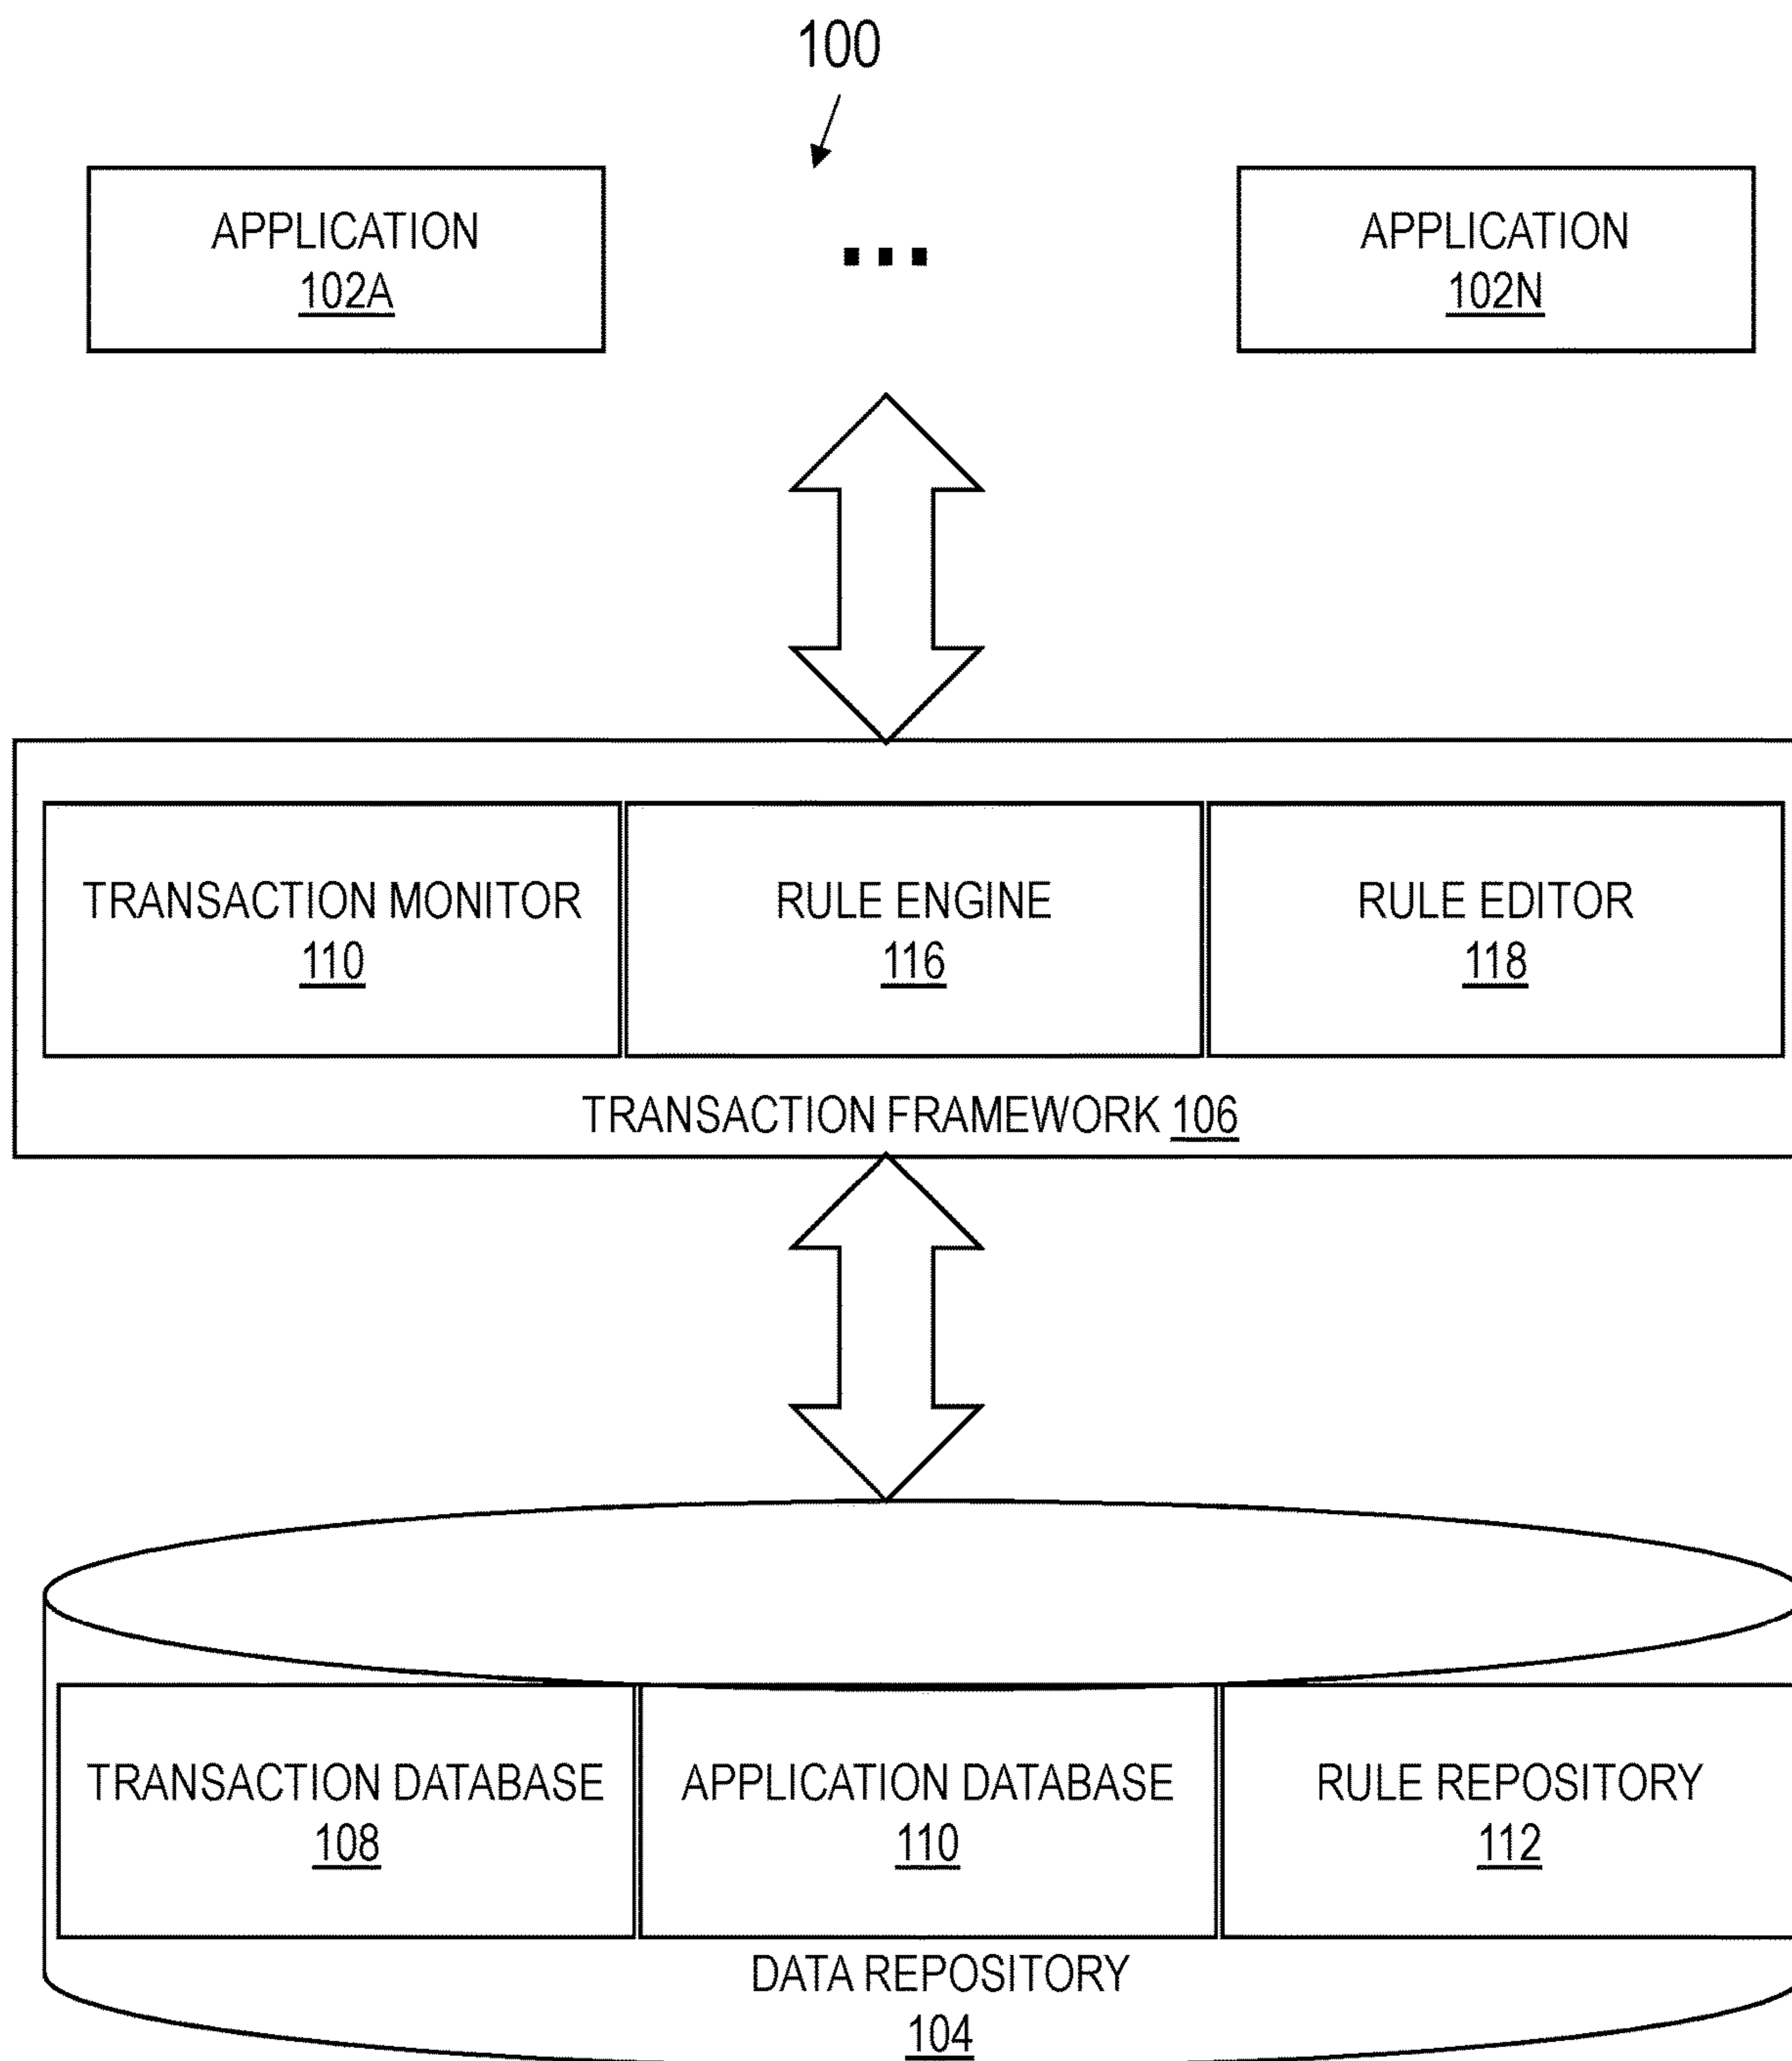 100
APPLICATION
102A
...
APPLICATION
102N
TRANSACTION MONITOR
110
RULE ENGINE
116
RULE EDITOR
118
TRANSACTION FRAMEWORK 106
TRANSACTION DATABASE
108
APPLICATION DATABASE
110
RULE REPOSITORY
112
DATA REPOSITORY
104